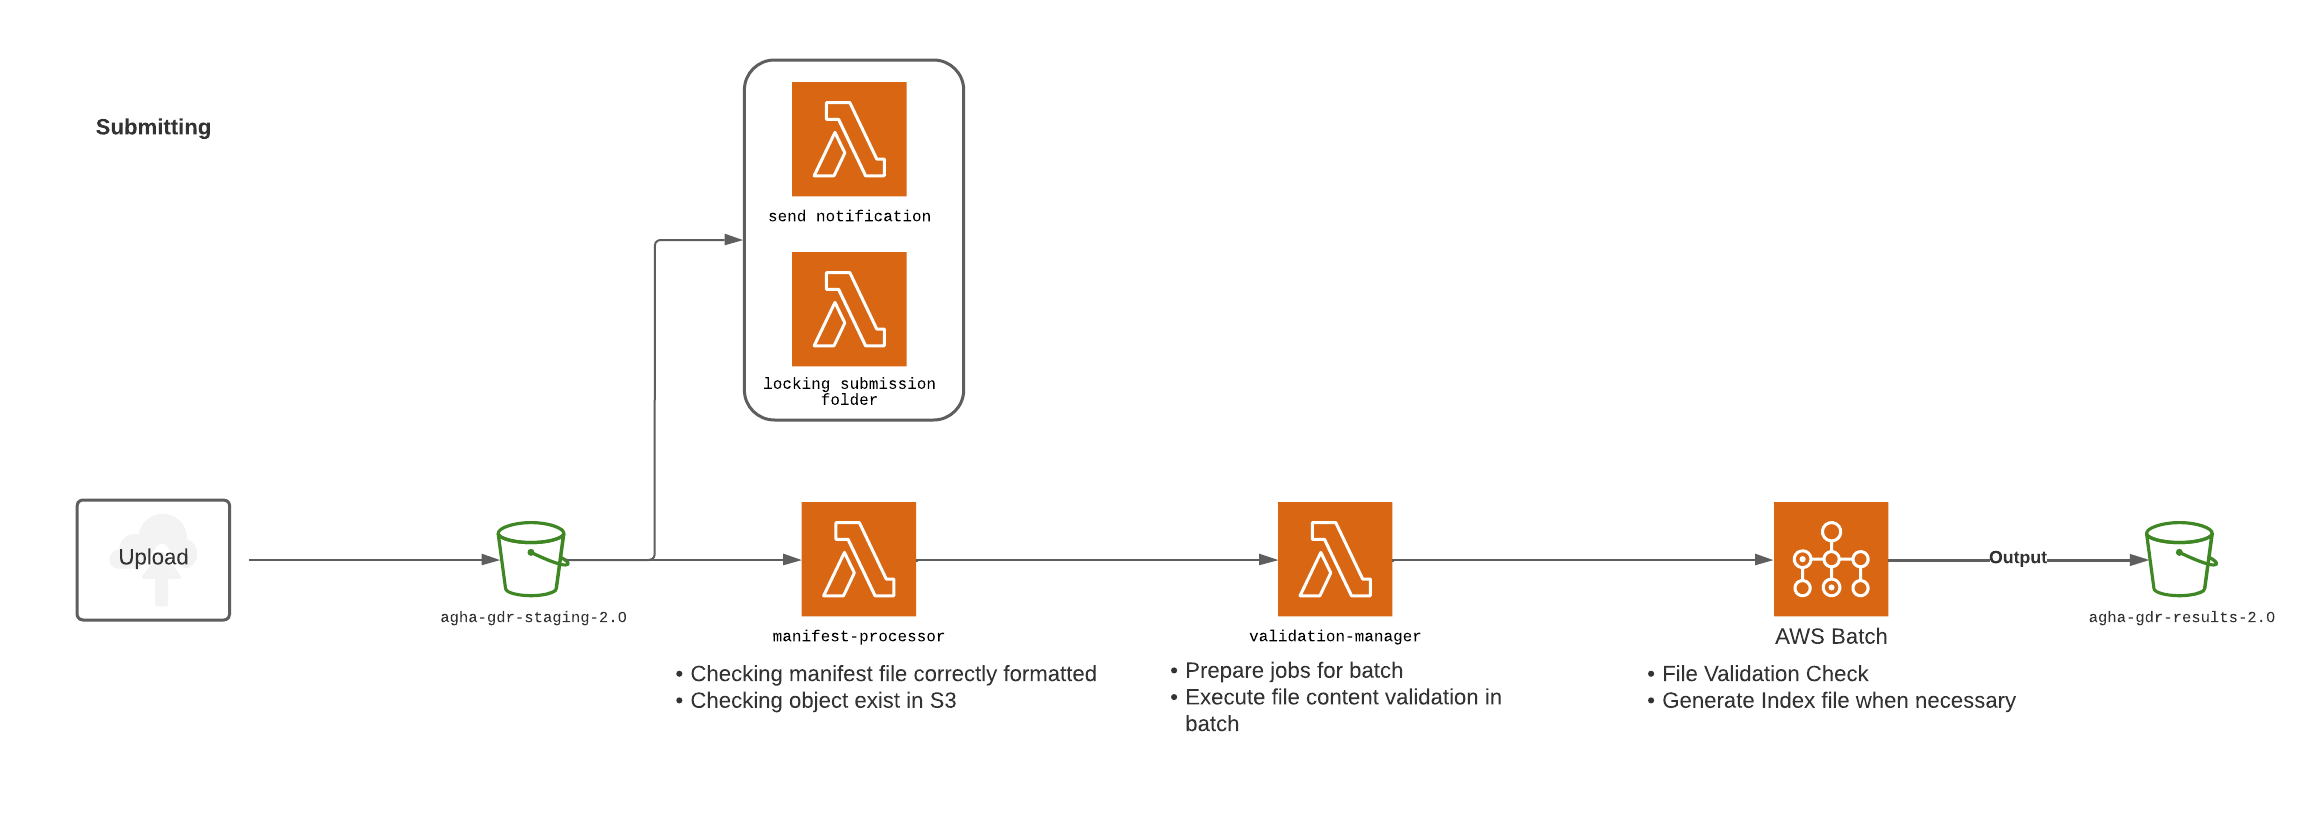 Submitting
send notification
locking submission
folder
Upload
agha-gdr-staging-2.0
manifest-processor
• Checking manifest file correctly formatted
• Checking object exist in S3
validation-manager
• Prepare jobs for batch
• Execute file content validation in
batch
AWS Batch
• File Validation Check
• Generate Index file when necessary
Output
agha-gdr-results-2.0